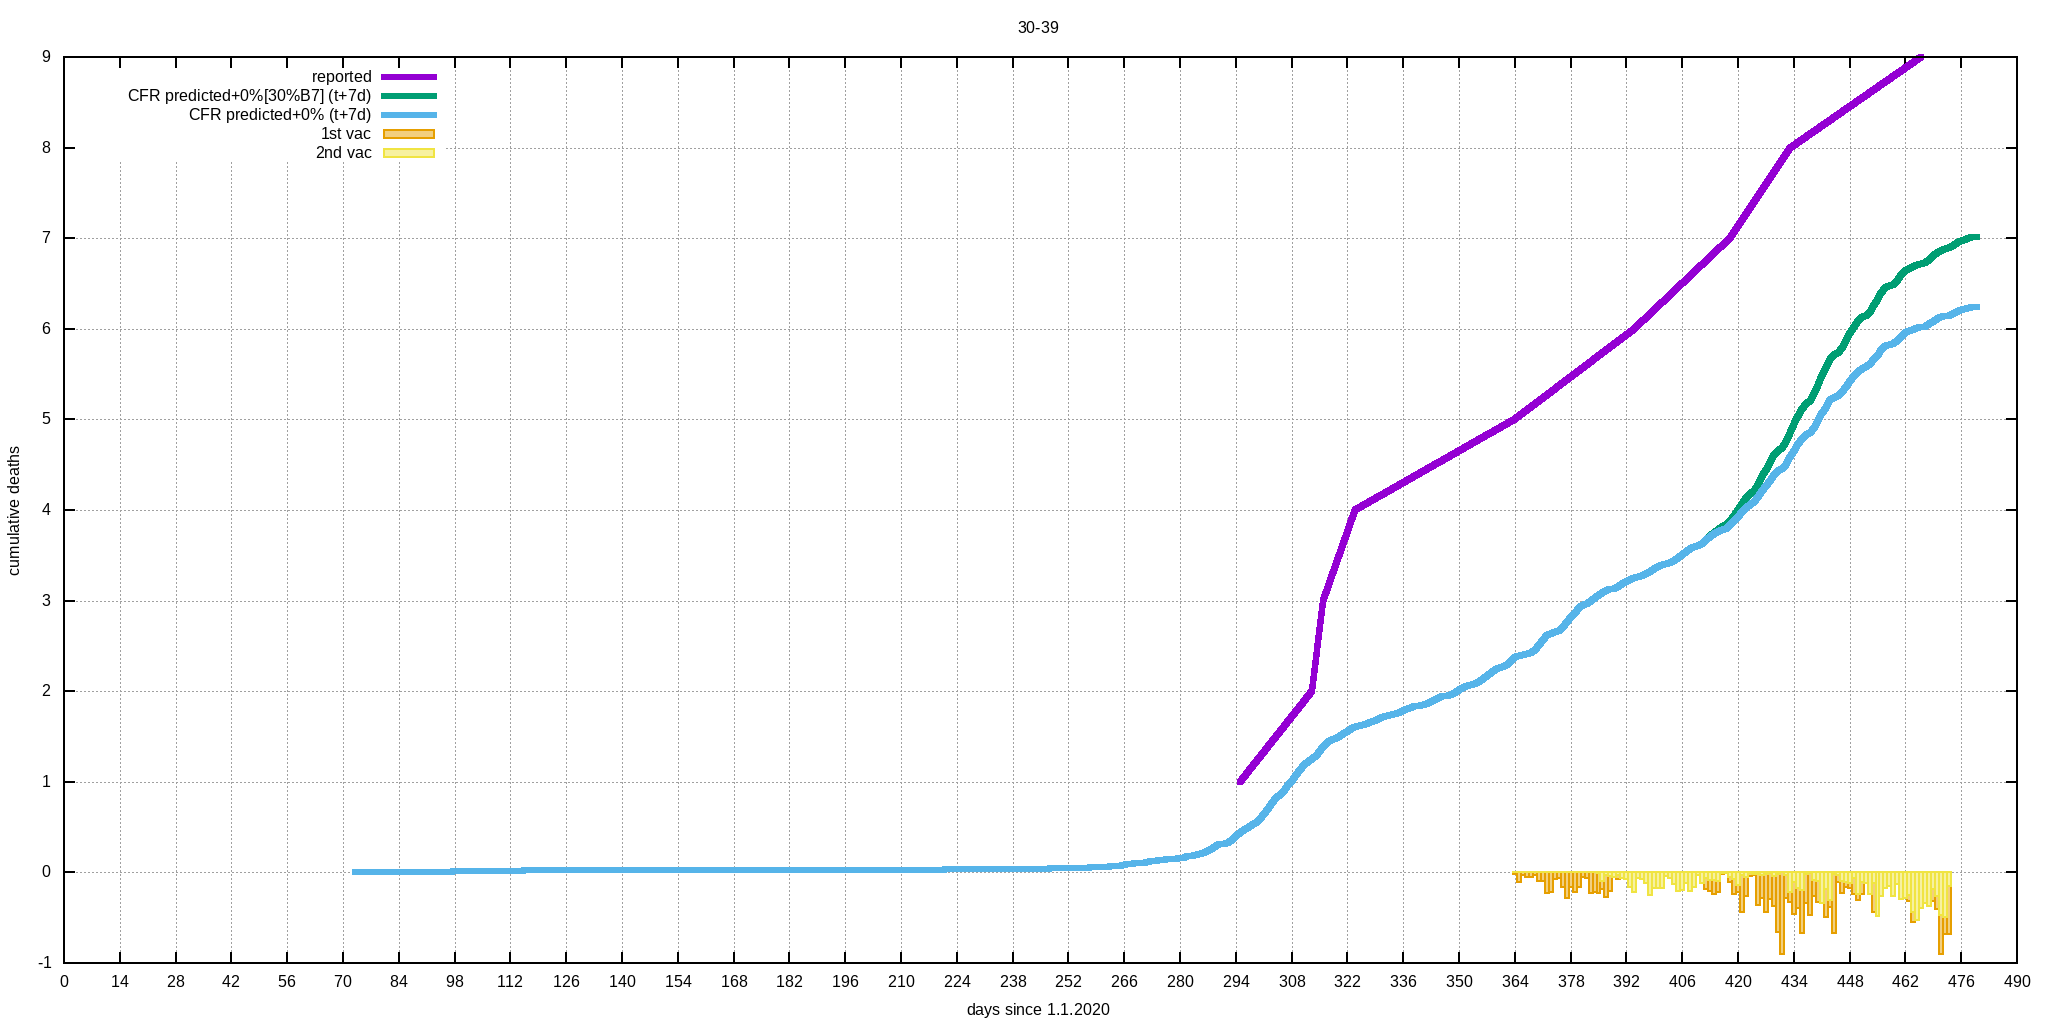 30-39
reported
CFR predicted+0%[30%B7] (t+7d)
CFR predicted+0% (t+7d)
1st vac
2nd vac
9
8
7
6
5
4
3
2
1
0
-1
cumulative deaths
0 14 28 42 56 70 84 98 112 126 140 154 168 182 196 210 224 238 252 266 280 294 308 322 336 350 364 378 392 406 420 434 448 462 476 490
days since 1.1.2020